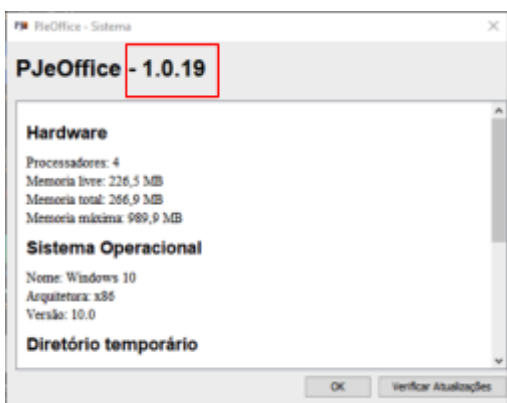 PJeOffice - Sistema
PJeOffice - 1.0.19
Hardware
Processadores: 4
Memoria livre: 226,5 MB
Memoria total: 266,9 MB
Memoria máxima: 989,9 MB
Sistema Operacional
Nome: Windows 10
Arquitetura: x86
Versão: 10.0
Diretório temporário
OK
Verificar Atualizações